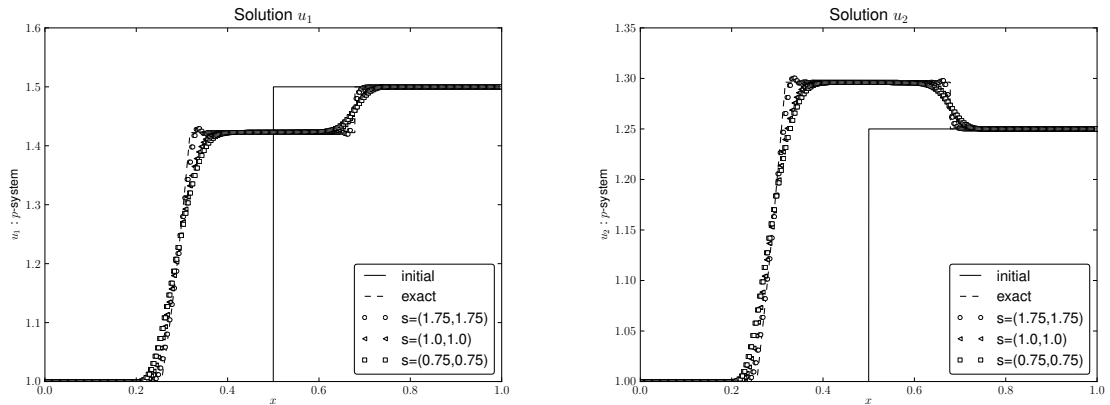 Solution u₁
1.6
1.5
1.4
1.3
1.2
1.1
1.0
u₁ : p-system
0.0 0.2 0.4 0.6 0.8 1.0
x
initial
exact
s=(1.75,1.75)
s=(1.0,1.0)
s=(0.75,0.75)
Solution u₂
1.35
1.30
1.25
1.20
1.15
1.10
1.05
1.00
u₂ : p-system
0.0 0.2 0.4 0.6 0.8 1.0
x
initial
exact
s=(1.75,1.75)
s=(1.0,1.0)
s=(0.75,0.75)